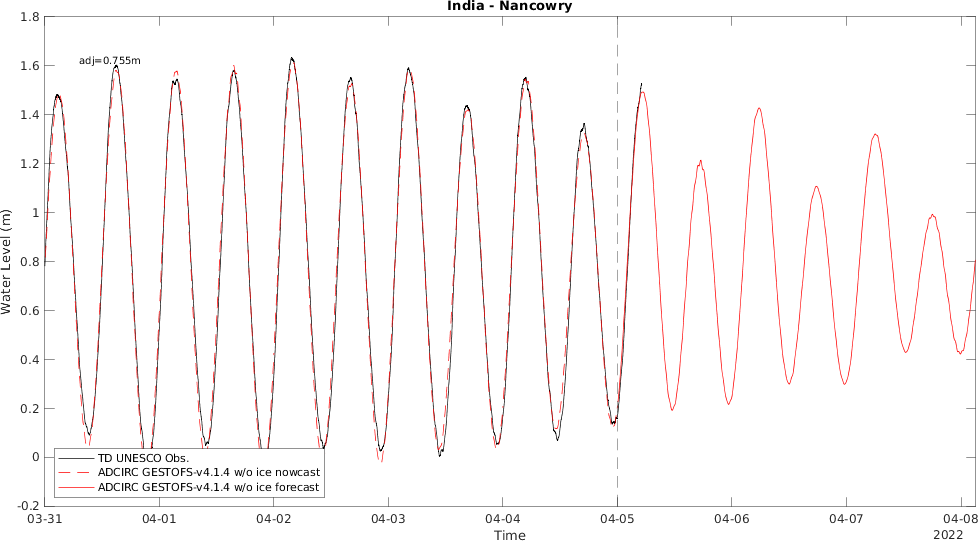 India - Nancowry
adj=0.755m
Water Level (m)
1.8
1.6
1.4
1.2
1
0.8
0.6
0.4
0.2
0
-0.2
TD UNESCO Obs.
ADCIRC GESTOFS-v4.1.4 w/o ice nowcast
ADCIRC GESTOFS-v4.1.4 w/o ice forecast
03-31 04-01 04-02 04-03 04-04 04-05 04-06 04-07 04-08
Time 2022